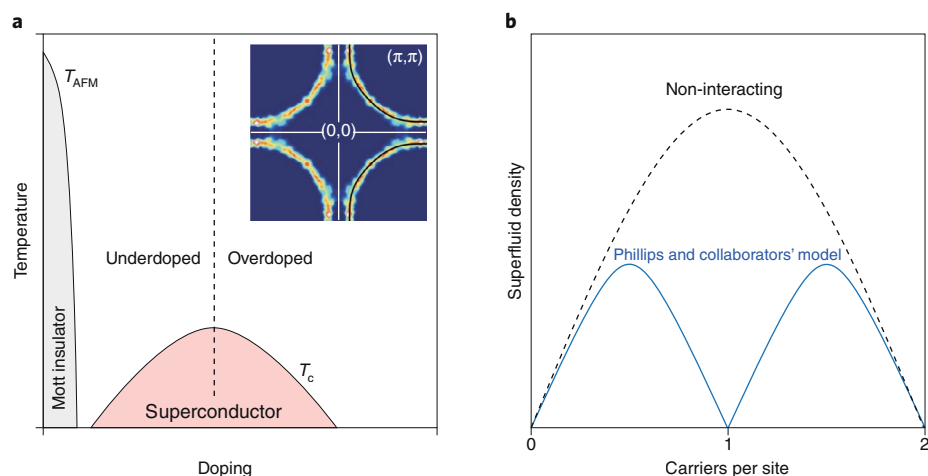 a
Temperature
T_AFM
Mott insulator
Underdoped
Overdoped
(π,π)
(0,0)
T_c
Superconductor
Doping
b
Superfluid density
Non-interacting
Phillips and collaborators' model
0
1
2
Carriers per site